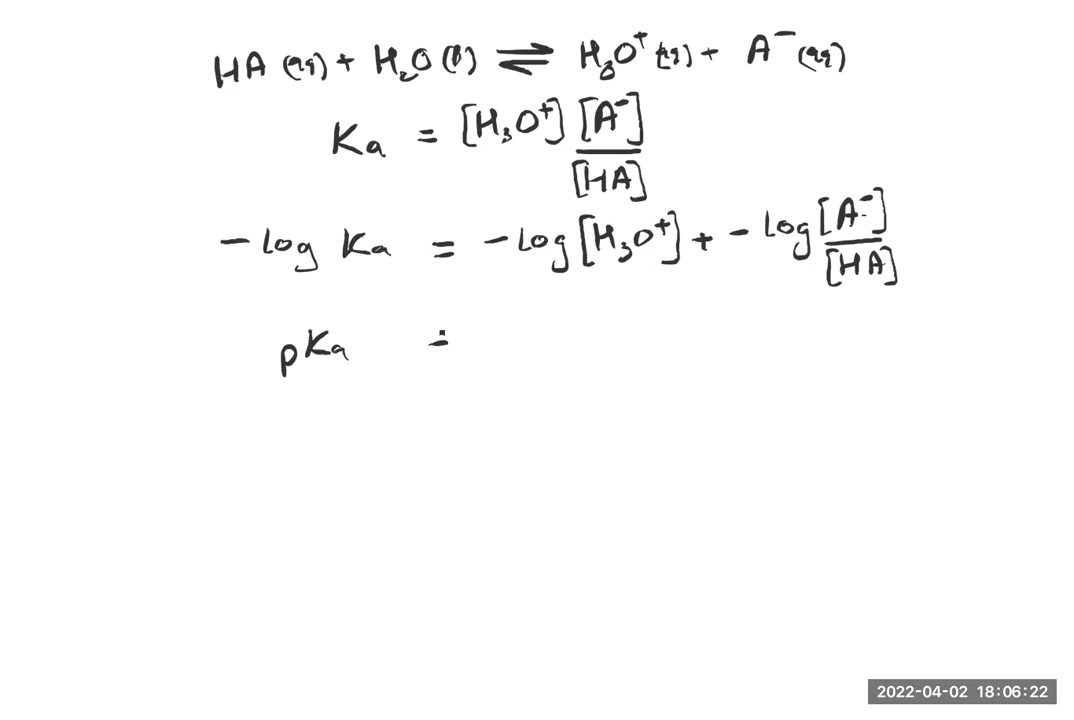 HA (aq) + H₂O (l) ⇌ H₃O⁺ (aq) + A⁻ (aq)
Ka = [H₃O⁺] [A⁻] / [HA]
- log Ka = - log [H₃O⁺] + - log [A⁻] / [HA]
pKa =
2022-04-02 18:06:22